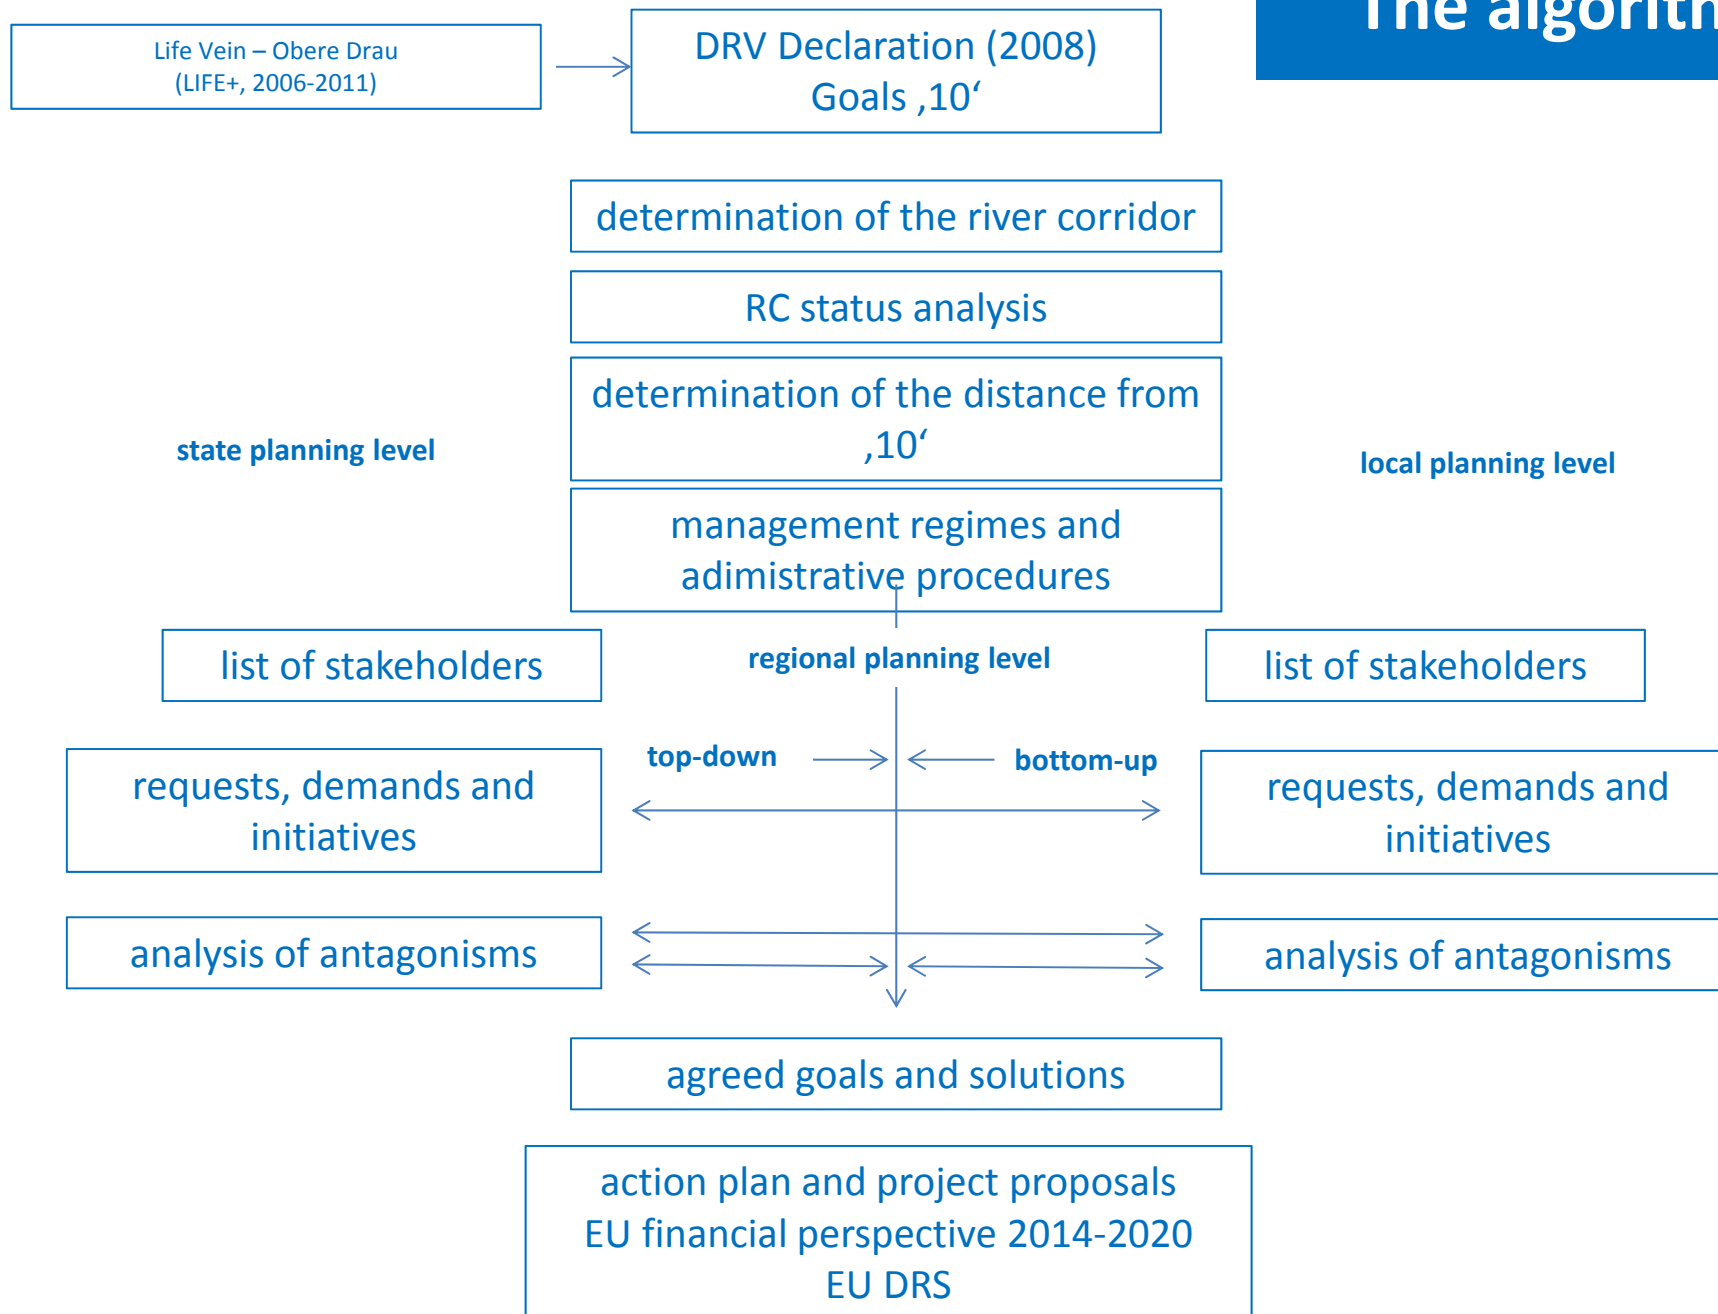 The algorith
Life Vein – Obere Drau
(LIFE+, 2006-2011)
DRV Declaration (2008)
Goals ‚10‘
determination of the river corridor
RC status analysis
determination of the distance from
‚10‘
state planning level
local planning level
management regimes and
adimistrative procedures
list of stakeholders
regional planning level
list of stakeholders
top-down
bottom-up
requests, demands and
initiatives
requests, demands and
initiatives
analysis of antagonisms
analysis of antagonisms
agreed goals and solutions
action plan and project proposals
EU financial perspective 2014-2020
EU DRS